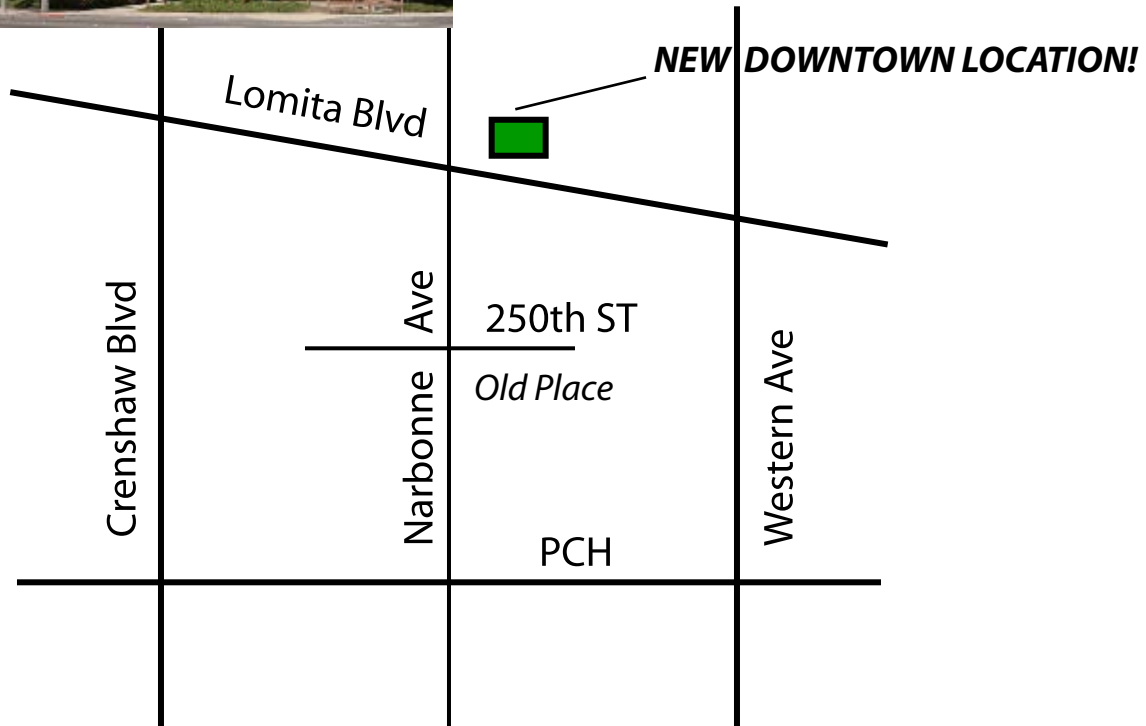 NEW DOWNTOWN LOCATION!
Lomita Blvd
Crenshaw Blvd
Narbonne Ave
250th ST
Old Place
Western Ave
PCH